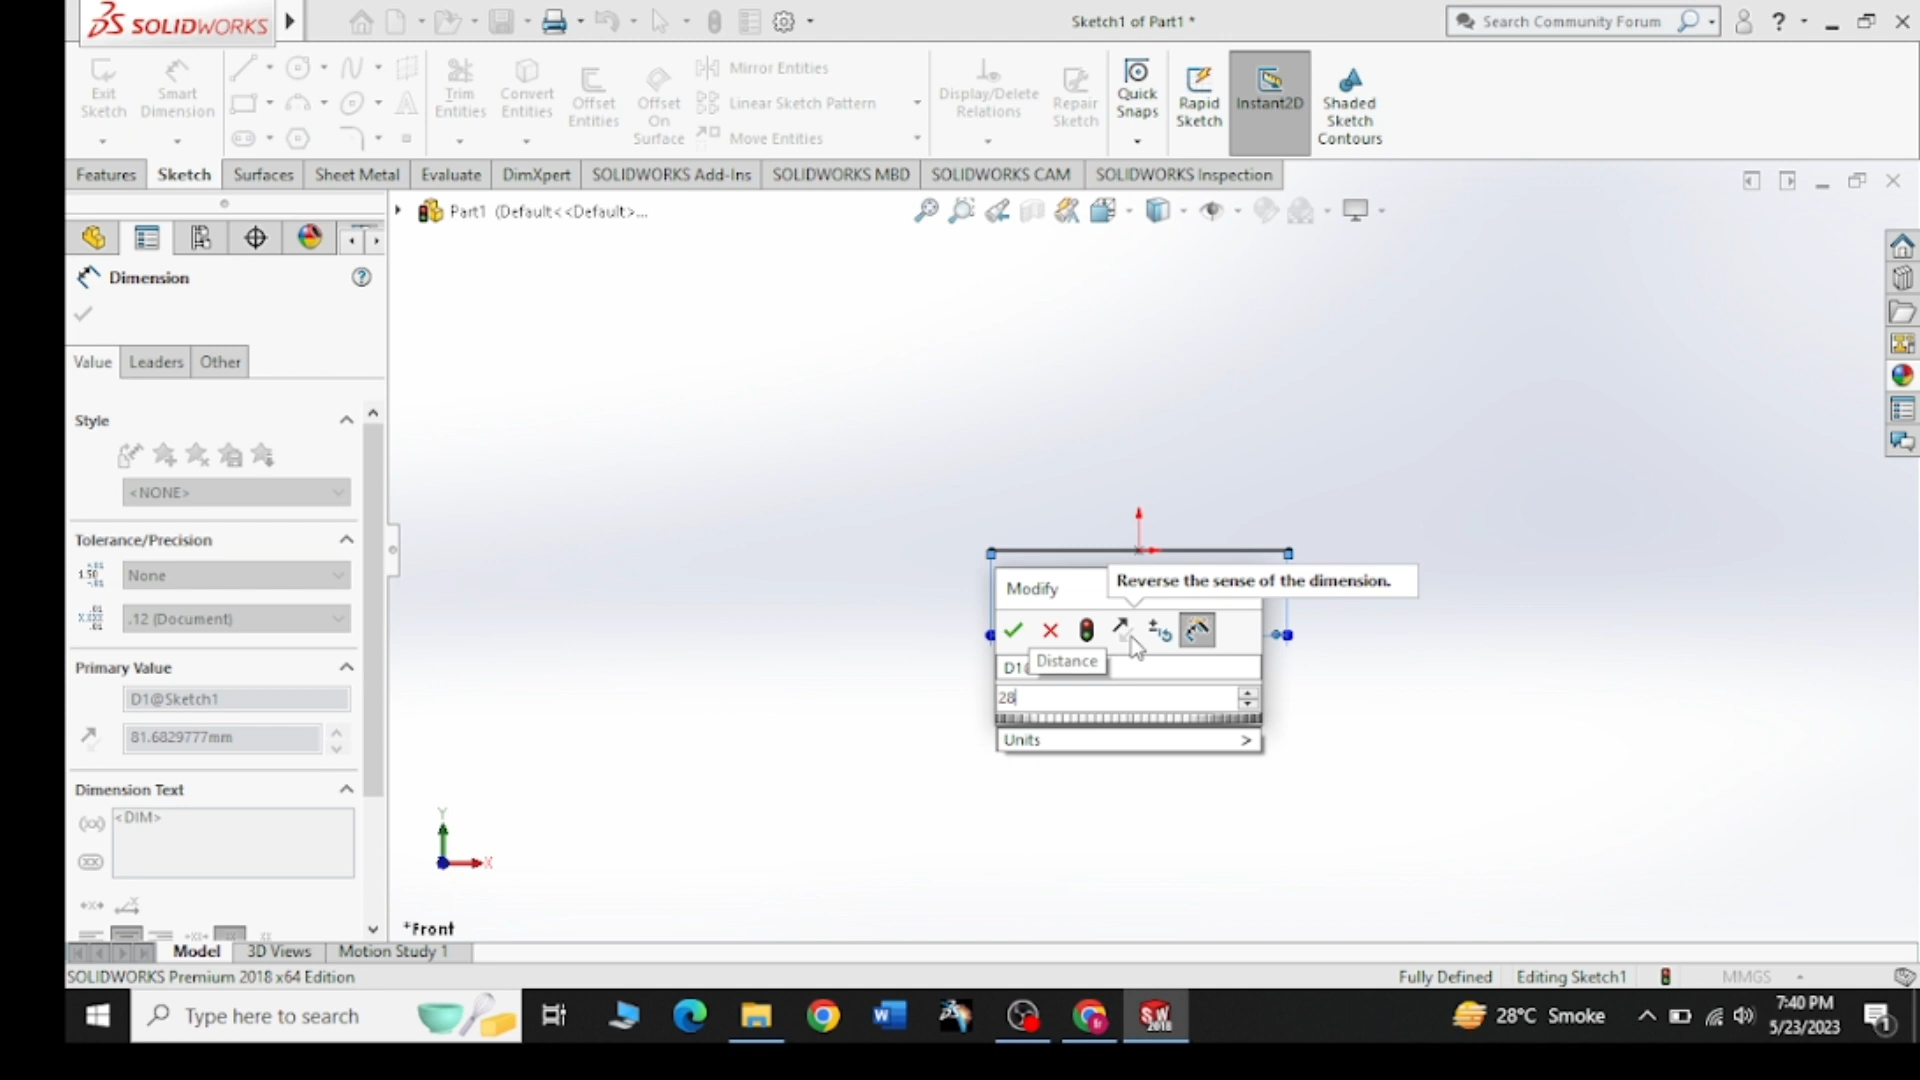 SOLIDWORKS
Sketch1 of Part1 *
Search Community Forum
Exit Sketch
Smart Dimension
Trim Entities
Convert Entities
Offset Entities
Offset On Surface
Mirror Entities
Linear Sketch Pattern
Move Entities
Display/Delete Relations
Repair Sketch
Quick Snaps
Rapid Sketch
Instant2D
Shaded Sketch Contours
Features
Sketch
Surfaces
Sheet Metal
Evaluate
DimXpert
SOLIDWORKS Add-Ins
SOLIDWORKS MBD
SOLIDWORKS CAM
SOLIDWORKS Inspection
Part1 (Default<<Default>...
Dimension
Value
Leaders
Other
Style
<NONE>
Tolerance/Precision
None
.12 (Document)
Primary Value
D1@Sketch1
81.6829777mm
Dimension Text
<DIM>
Modify
Reverse the sense of the dimension.
D1
Distance
28
Units >
Y
X
*Front
Model
3D Views
Motion Study 1
SOLIDWORKS Premium 2018 x64 Edition
Fully Defined
Editing Sketch1
MMGS
Type here to search
28°C Smoke
7:40 PM
5/23/2023